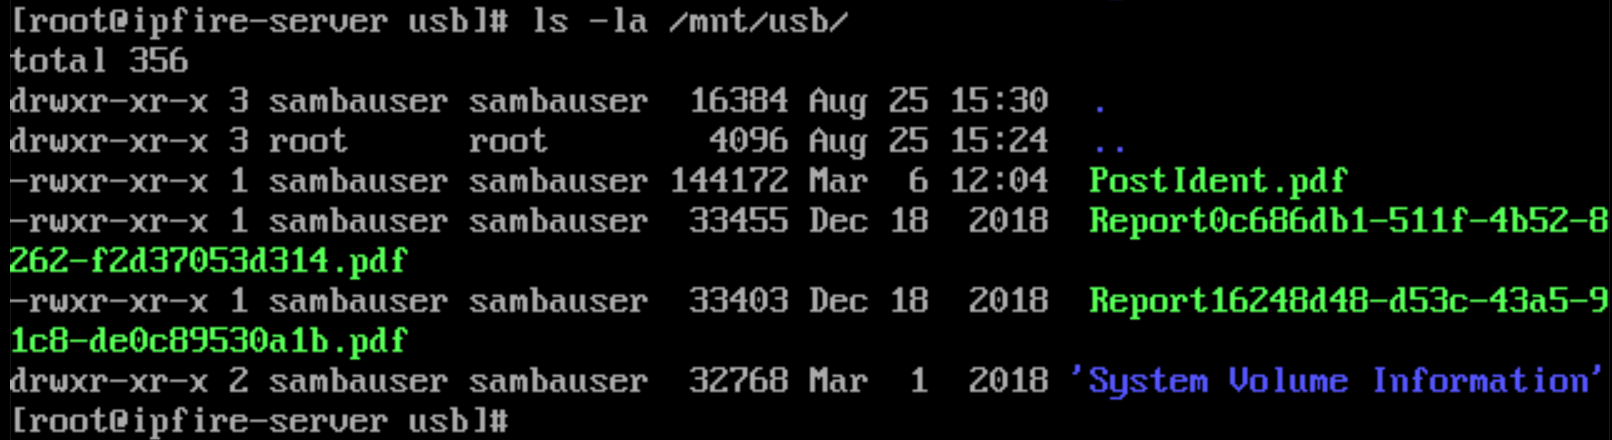 [root@ipfire-server usb]# ls -la /mnt/usb/
total 356
drwxr-xr-x 3 sambauser sambauser  16384 Aug 25 15:30  .
drwxr-xr-x 3 root      root        4096 Aug 25 15:24  ..
-rwxr-xr-x 1 sambauser sambauser 144172 Mar  6 12:04  PostIdent.pdf
-rwxr-xr-x 1 sambauser sambauser  33455 Dec 18  2018  Report0c686db1-511f-4b52-8
262-f2d37053d314.pdf
-rwxr-xr-x 1 sambauser sambauser  33403 Dec 18  2018  Report16248d48-d53c-43a5-9
1c8-de0c89530a1b.pdf
drwxr-xr-x 2 sambauser sambauser  32768 Mar  1  2018 'System Volume Information'
[root@ipfire-server usb]#